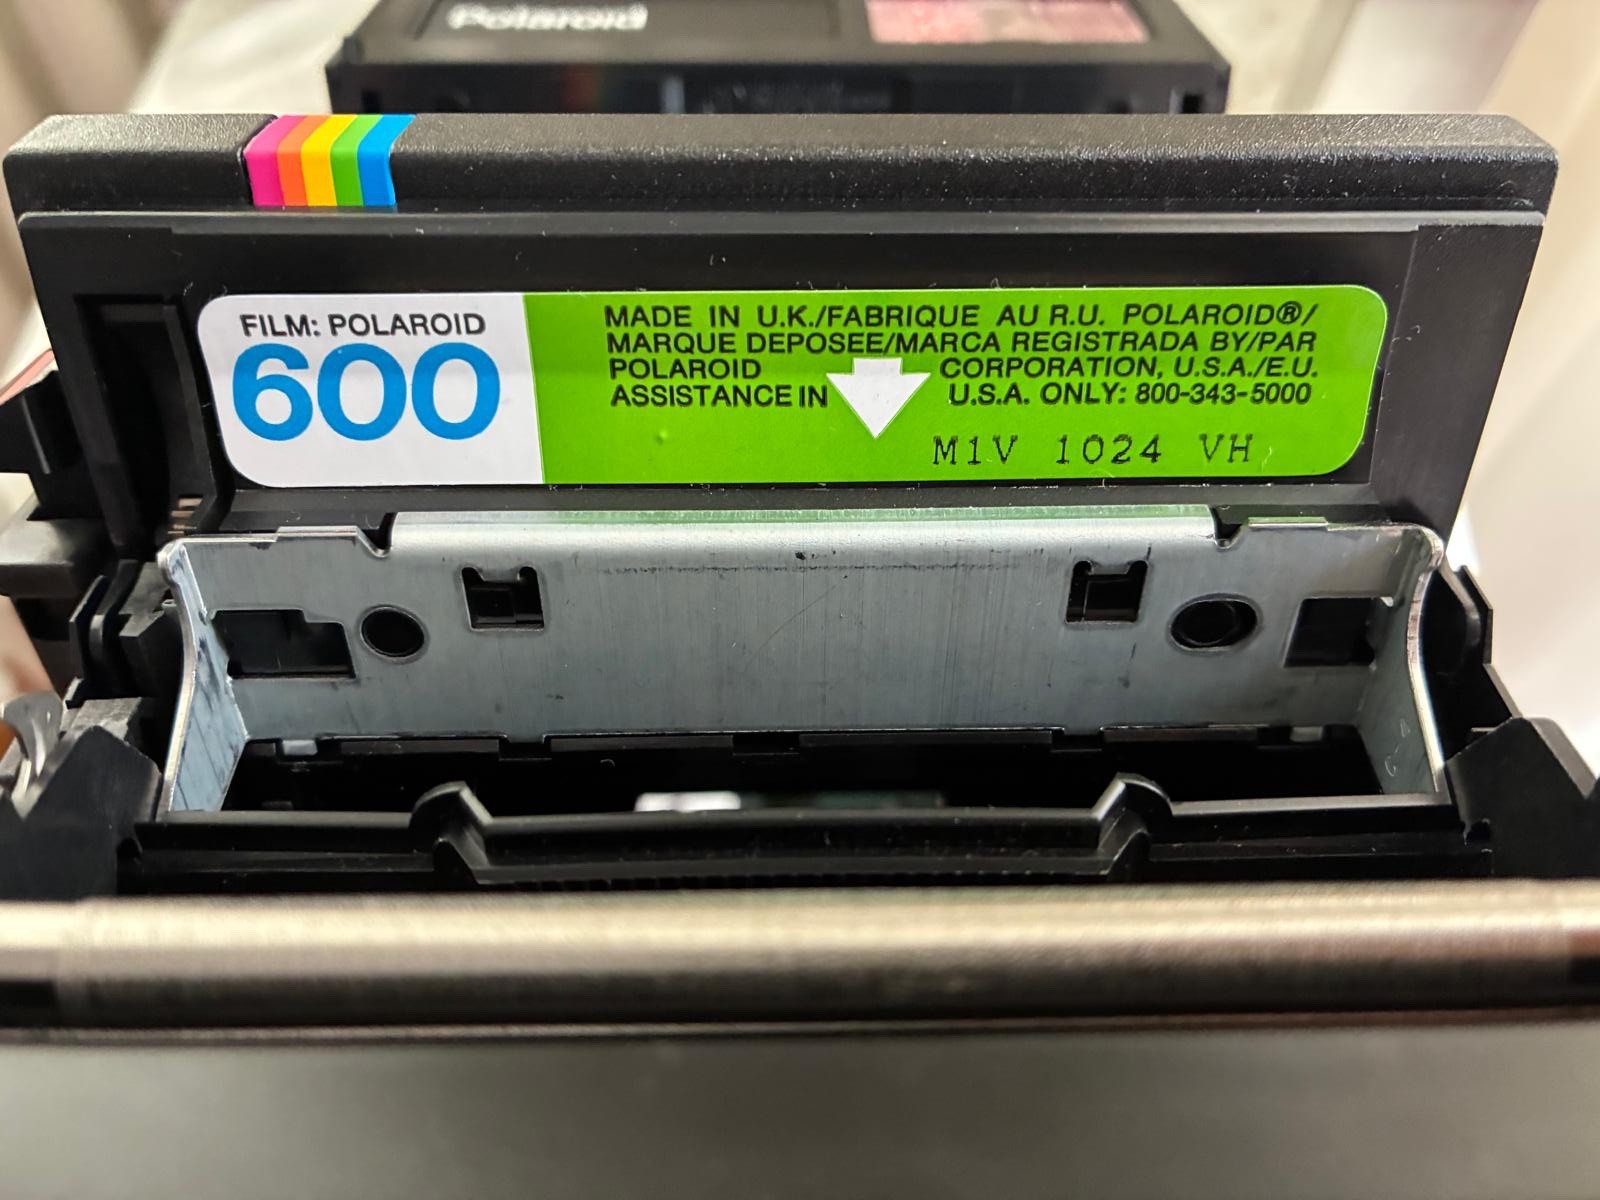 Polaroid
FILM: POLAROID
600
MADE IN U.K./FABRIQUE AU R.U. POLAROID®/
MARQUE DEPOSEE/MARCA REGISTRADA BY/PAR
POLAROID CORPORATION, U.S.A./E.U.
ASSISTANCE IN U.S.A. ONLY: 800-343-5000
M1V 1024 VH